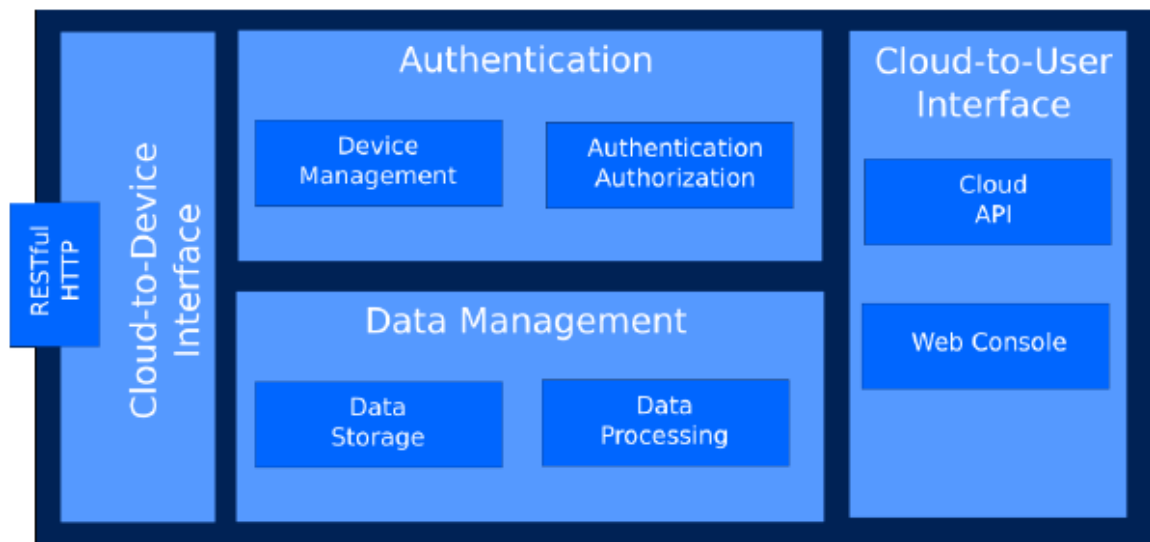 RESTful
HTTP
Cloud-to-Device
Interface
Authentication
Device
Management
Authentication
Authorization
Data Management
Data
Storage
Data
Processing
Cloud-to-User
Interface
Cloud
API
Web Console